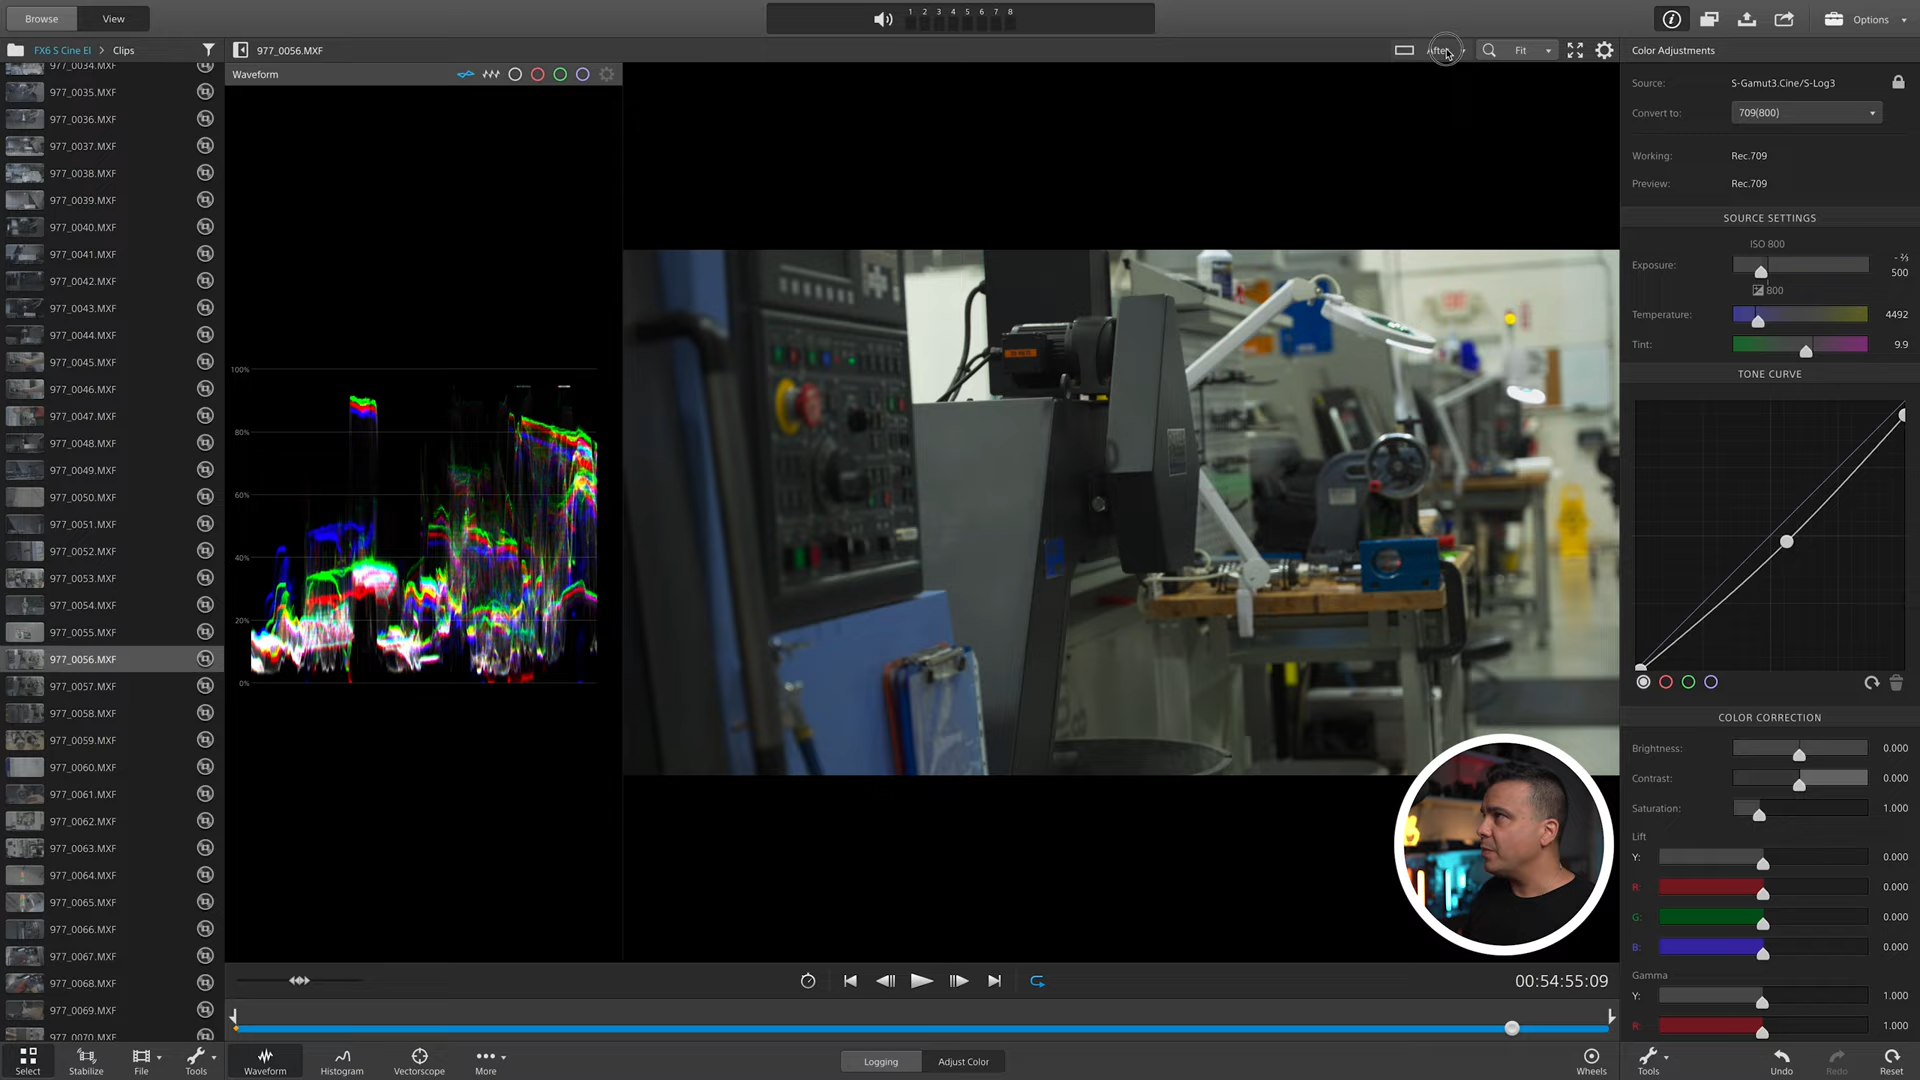 Browse
View
1 2 3 4 5 6 7 8
Options
FX6 S Cine EI > Clips
977_0056.MXF
Fit
Color Adjustments
977_0034.MXF
977_0035.MXF
977_0036.MXF
977_0037.MXF
977_0038.MXF
977_0039.MXF
977_0040.MXF
977_0041.MXF
977_0042.MXF
977_0043.MXF
977_0044.MXF
977_0045.MXF
977_0046.MXF
977_0047.MXF
977_0048.MXF
977_0049.MXF
977_0050.MXF
977_0051.MXF
977_0052.MXF
977_0053.MXF
977_0054.MXF
977_0055.MXF
977_0056.MXF
977_0057.MXF
977_0058.MXF
977_0059.MXF
977_0060.MXF
977_0061.MXF
977_0062.MXF
977_0063.MXF
977_0064.MXF
977_0065.MXF
977_0066.MXF
977_0067.MXF
977_0068.MXF
977_0069.MXF
977_0070.MXF
Waveform
100%
80%
60%
40%
20%
0%
Source: S-Gamut3.Cine/S-Log3
Convert to: 709(800)
Working: Rec.709
Preview: Rec.709
SOURCE SETTINGS
ISO 800
Exposure: - ⅔
500
800
Temperature: 4492
Tint: 9.9
TONE CURVE
COLOR CORRECTION
Brightness: 0.000
Contrast: 0.000
Saturation: 1.000
Lift
Y: 0.000
R: 0.000
G: 0.000
B: 0.000
Gamma
Y: 1.000
R: 1.000
00:54:55:09
Select
Stabilize
File
Tools
Waveform
Histogram
Vectorscope
More
Logging
Adjust Color
Wheels
Tools
Undo
Redo
Reset